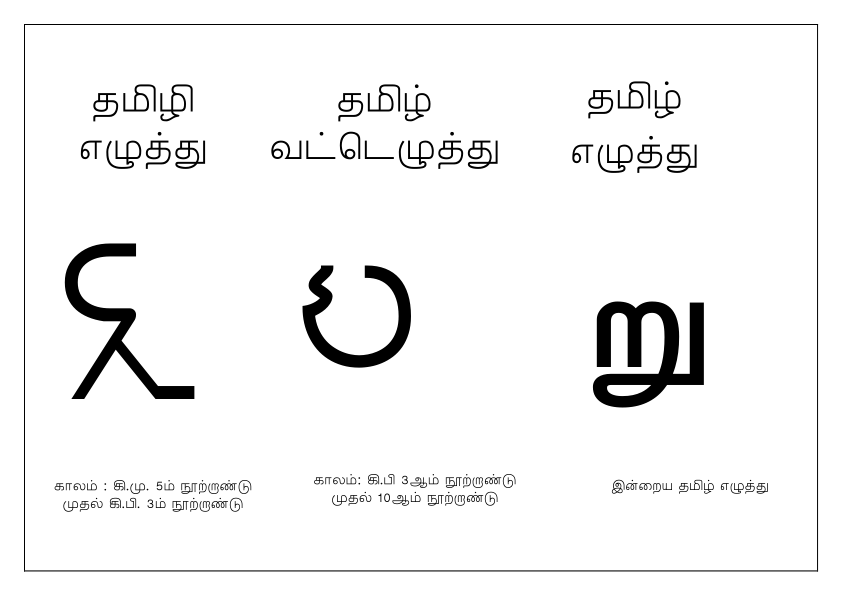 தமிழி
எழுத்து
தமிழ்
வட்டெழுத்து
தமிழ்
எழுத்து
று
காலம் : கி.மு. 5ம் நூற்றாண்டு
முதல் கி.பி. 3ம் நூற்றாண்டு
காலம்: கி.பி 3ஆம் நூற்றாண்டு
முதல் 10ஆம் நூற்றாண்டு
இன்றைய தமிழ் எழுத்து